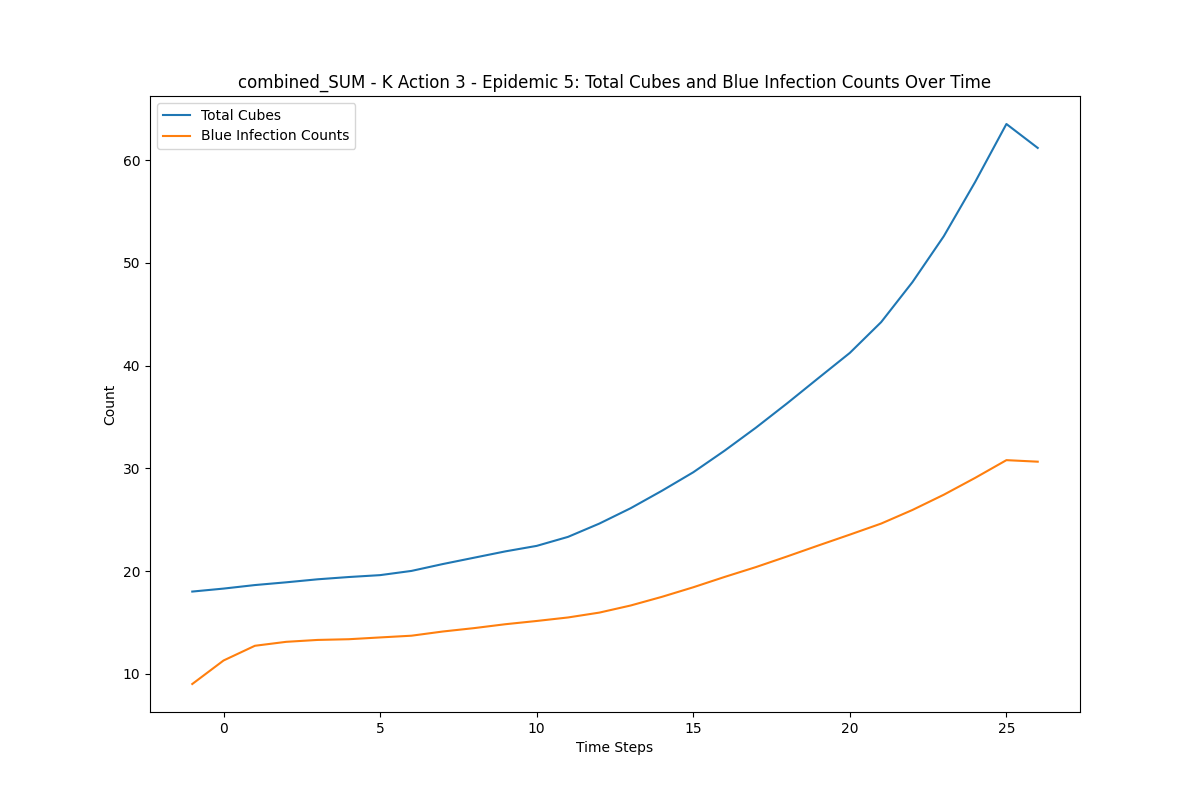 combined_SUM - K Action 3 - Epidemic 5: Total Cubes and Blue Infection Counts Over Time
Total Cubes
Blue Infection Counts
60
50
40
30
20
10
Count
0 5 10 15 20 25
Time Steps